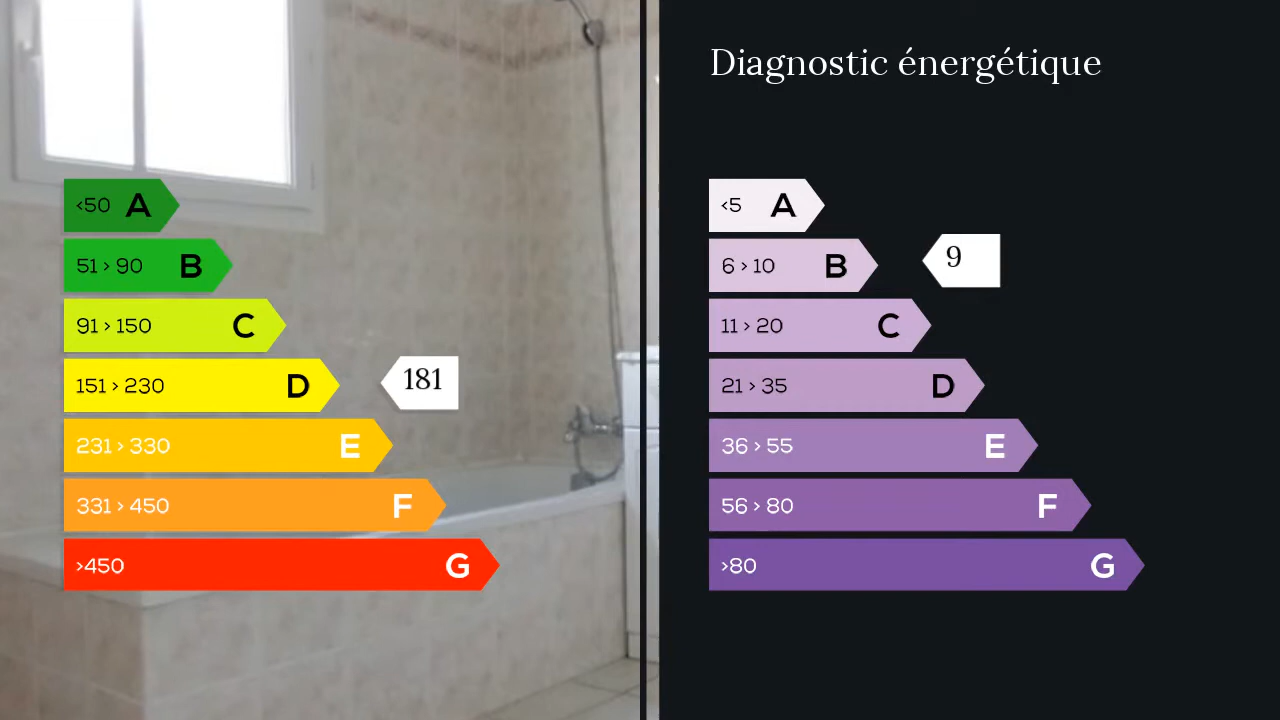 Diagnostic énergétique
<50 A
51 > 90 B
91 > 150 C
151 > 230 D
181
231 > 330 E
331 > 450 F
>450 G
<5 A
6 > 10 B
9
11 > 20 C
21 > 35 D
36 > 55 E
56 > 80 F
>80 G